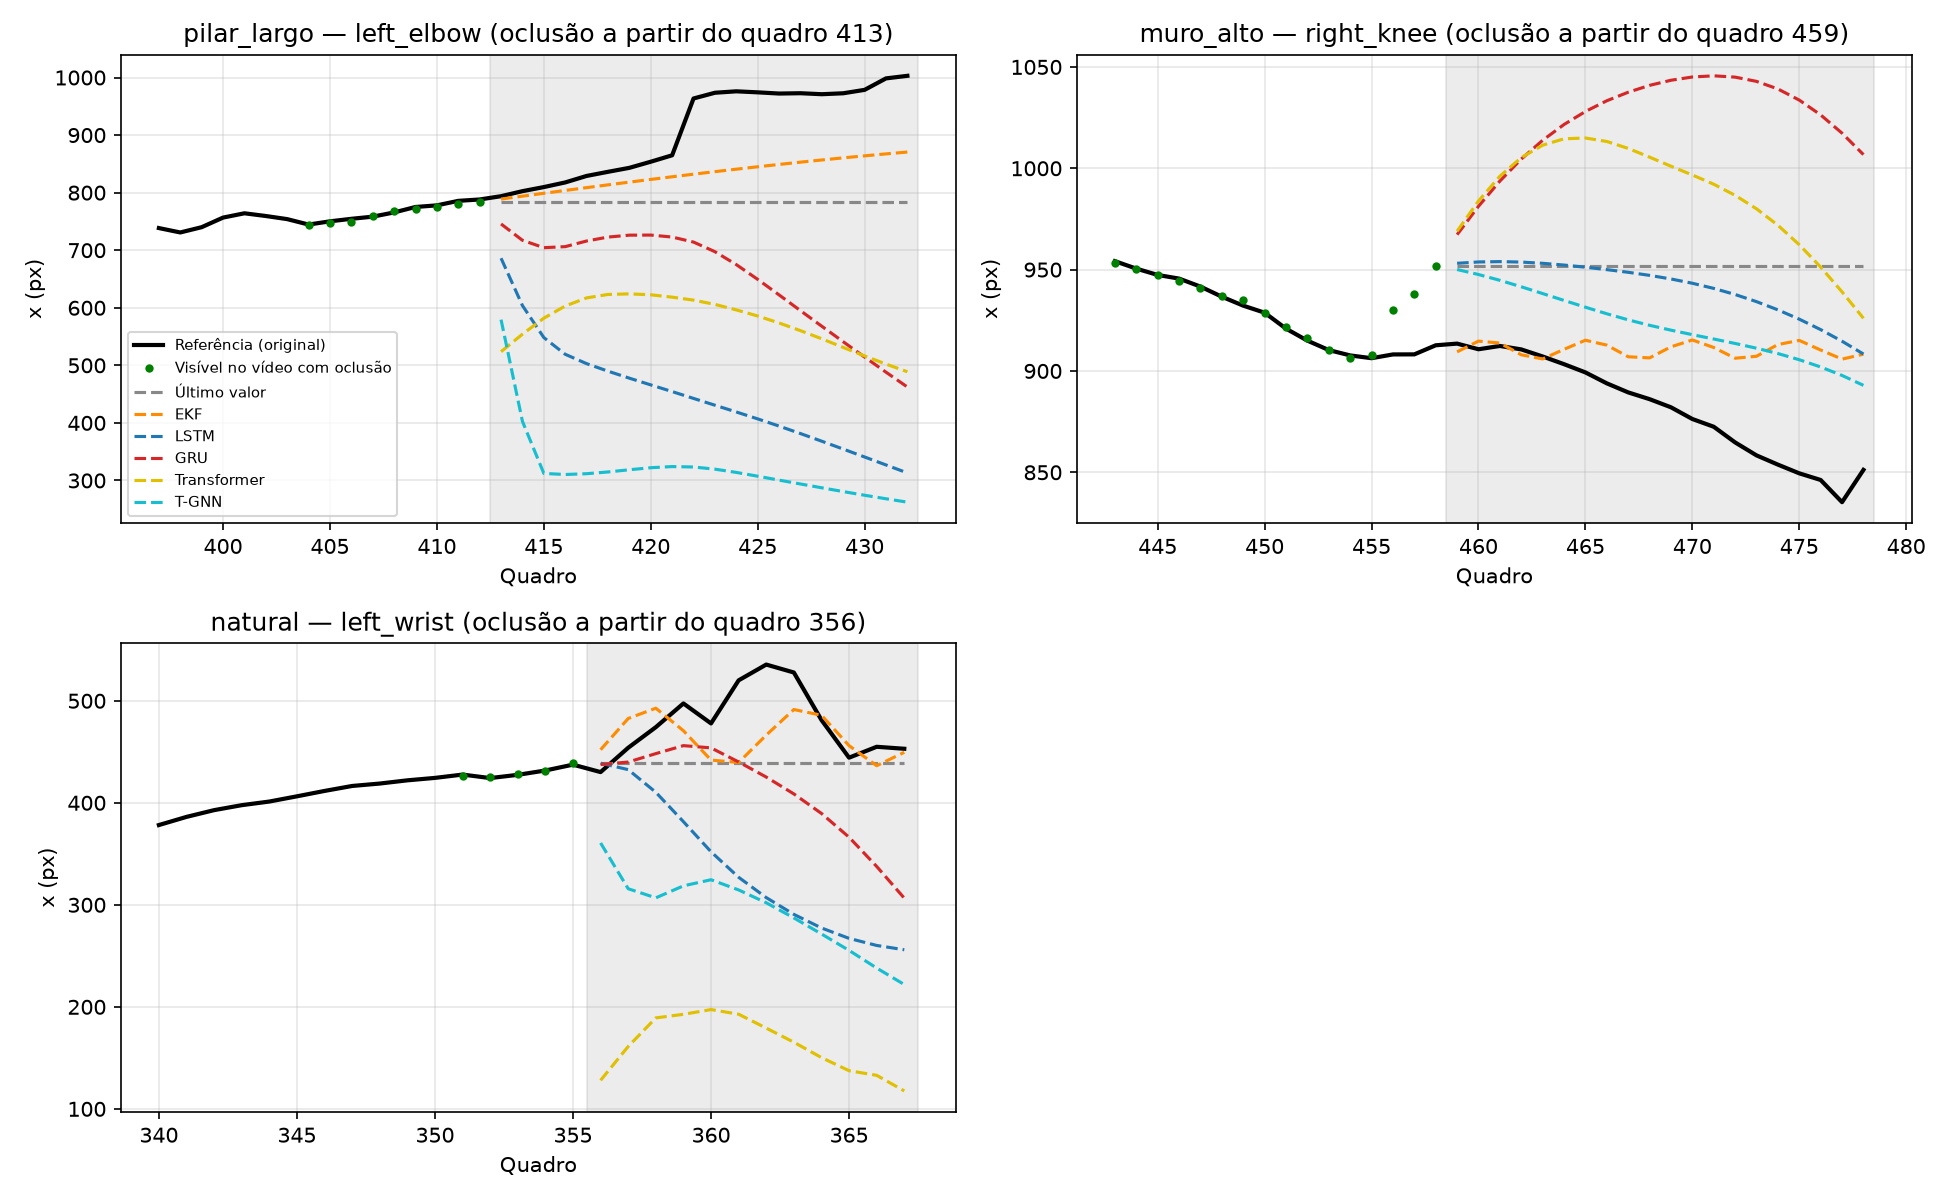 pilar_largo — left_elbow (oclusão a partir do quadro 413)
1000
900
800
700
600
500
400
300
x (px)
Referência (original)
Visível no vídeo com oclusão
Último valor
EKF
LSTM
GRU
Transformer
T-GNN
400 405 410 415 420 425 430
Quadro
muro_alto — right_knee (oclusão a partir do quadro 459)
1050
1000
950
900
850
x (px)
445 450 455 460 465 470 475 480
Quadro
natural — left_wrist (oclusão a partir do quadro 356)
500
400
300
200
100
x (px)
340 345 350 355 360 365
Quadro